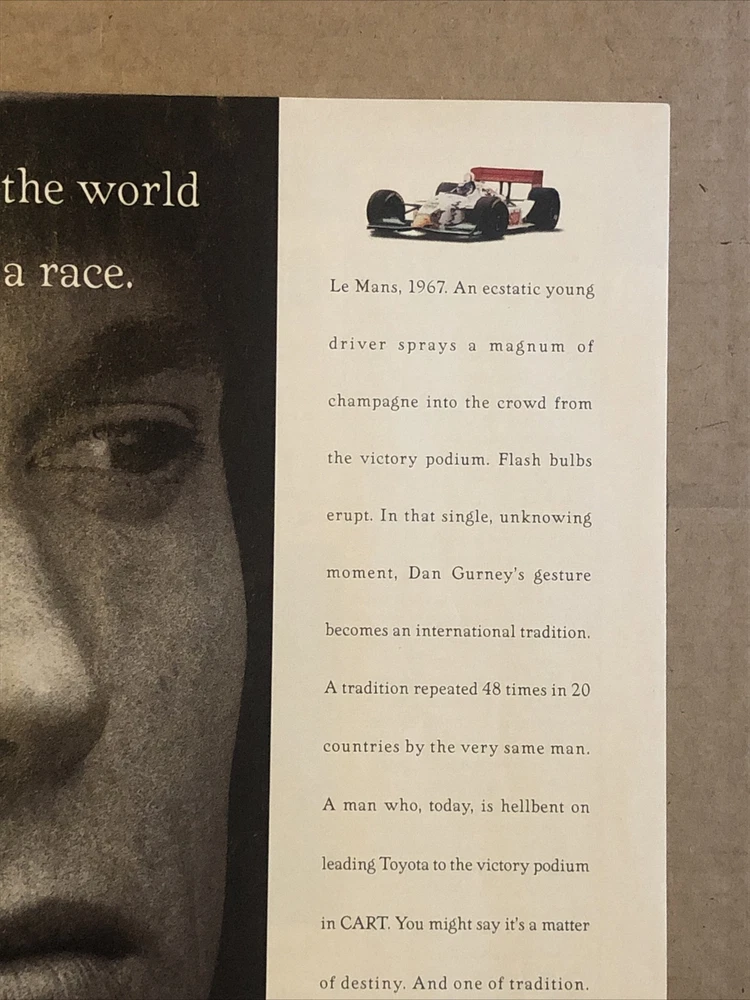 the world
a race.
Le Mans, 1967. An ecstatic young
driver sprays a magnum of
champagne into the crowd from
the victory podium. Flash bulbs
erupt. In that single, unknowing
moment, Dan Gurney's gesture
becomes an international tradition.
A tradition repeated 48 times in 20
countries by the very same man.
A man who, today, is hellbent on
leading Toyota to the victory podium
in CART. You might say it's a matter
of destiny. And one of tradition.